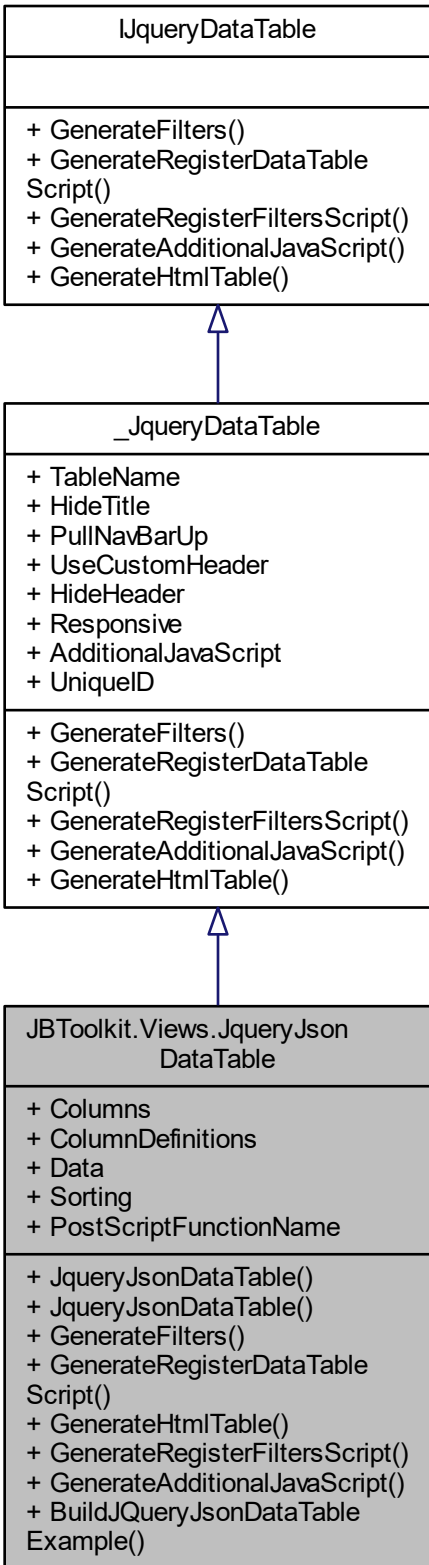 IJqueryDataTable
+ GenerateFilters()
+ GenerateRegisterDataTable
Script()
+ GenerateRegisterFiltersScript()
+ GenerateAdditionalJavaScript()
+ GenerateHtmlTable()
_JqueryDataTable
+ TableName
+ HideTitle
+ PullNavBarUp
+ UseCustomHeader
+ HideHeader
+ Responsive
+ AdditionalJavaScript
+ UniqueID
+ GenerateFilters()
+ GenerateRegisterDataTable
Script()
+ GenerateRegisterFiltersScript()
+ GenerateAdditionalJavaScript()
+ GenerateHtmlTable()
JBToolkit.Views.JqueryJson
DataTable
+ Columns
+ ColumnDefinitions
+ Data
+ Sorting
+ PostScriptFunctionName
+ JqueryJsonDataTable()
+ JqueryJsonDataTable()
+ GenerateFilters()
+ GenerateRegisterDataTable
Script()
+ GenerateHtmlTable()
+ GenerateRegisterFiltersScript()
+ GenerateAdditionalJavaScript()
+ BuildJQueryJsonDataTable
Example()